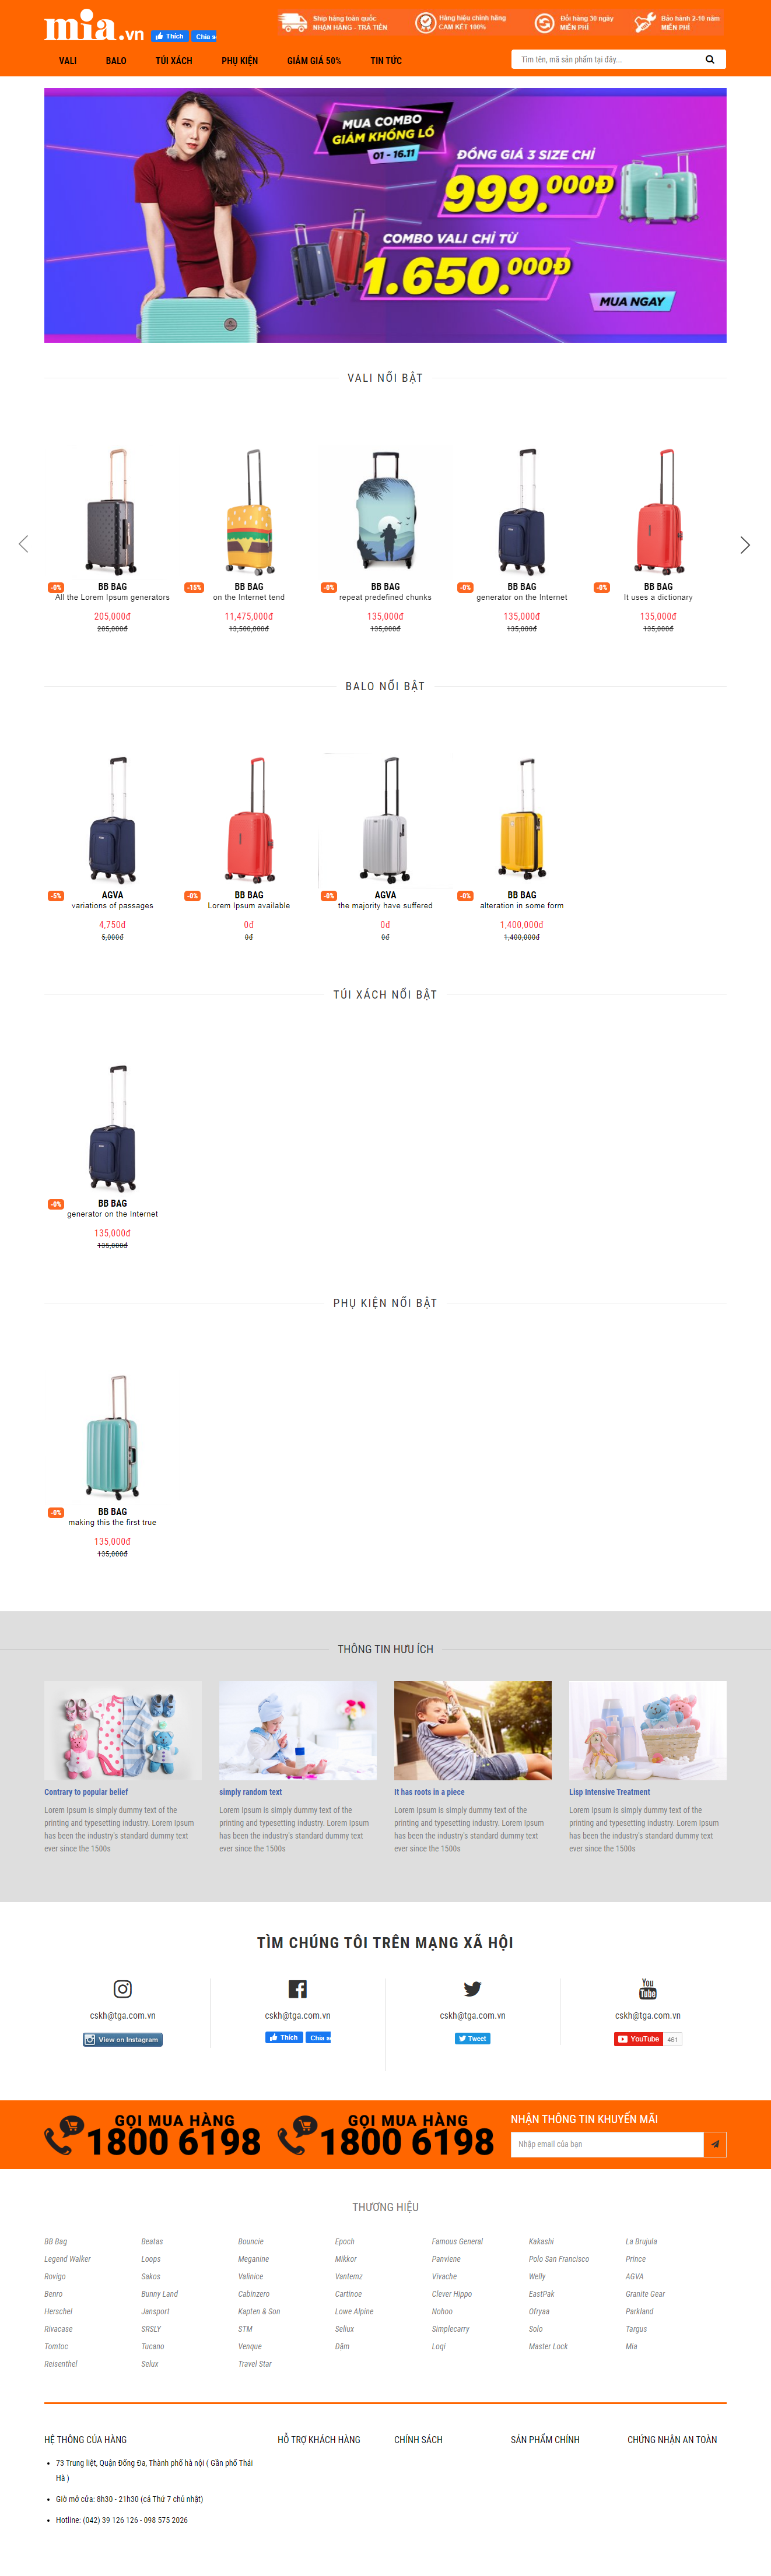 mia.vn
Thích
Chia s
Ship hàng toàn quốc
NHẬN HÀNG - TRẢ TIỀN
Hàng hiệu chính hãng
CAM KẾT 100%
Đổi hàng 30 ngày
MIỄN PHÍ
Bảo hành 2-10 năm
MIỄN PHÍ
VALI BALO TÚI XÁCH PHỤ KIỆN GIẢM GIÁ 50% TIN TỨC
Tìm tên, mã sản phẩm tại đây...
MUA COMBO
GIẢM KHỔNG LỒ
01 - 16.11
ĐỒNG GIÁ 3 SIZE CHỈ
999.000Đ
COMBO VALI CHỈ TỪ
1.650.000Đ
MUA NGAY
VALI NỔI BẬT
-0%
BB BAG
All the Lorem Ipsum generators
205,000đ
205,000đ
-15%
BB BAG
on the Internet tend
11,475,000đ
13,500,000đ
-0%
BB BAG
repeat predefined chunks
135,000đ
135,000đ
-0%
BB BAG
generator on the Internet
135,000đ
135,000đ
-0%
BB BAG
It uses a dictionary
135,000đ
135,000đ
BALO NỔI BẬT
-5%
AGVA
variations of passages
4,750đ
5,000đ
-0%
BB BAG
Lorem Ipsum available
0đ
0đ
-0%
AGVA
the majority have suffered
0đ
0đ
-0%
BB BAG
alteration in some form
1,400,000đ
1,400,000đ
TÚI XÁCH NỔI BẬT
-0%
BB BAG
generator on the Internet
135,000đ
135,000đ
PHỤ KIỆN NỔI BẬT
-0%
BB BAG
making this the first true
135,000đ
135,000đ
THÔNG TIN HƯU ÍCH
Contrary to popular belief
Lorem Ipsum is simply dummy text of the
printing and typesetting industry. Lorem Ipsum
has been the industry's standard dummy text
ever since the 1500s
simply random text
Lorem Ipsum is simply dummy text of the
printing and typesetting industry. Lorem Ipsum
has been the industry's standard dummy text
ever since the 1500s
It has roots in a piece
Lorem Ipsum is simply dummy text of the
printing and typesetting industry. Lorem Ipsum
has been the industry's standard dummy text
ever since the 1500s
Lisp Intensive Treatment
Lorem Ipsum is simply dummy text of the
printing and typesetting industry. Lorem Ipsum
has been the industry's standard dummy text
ever since the 1500s
TÌM CHÚNG TÔI TRÊN MẠNG XÃ HỘI
cskh@tga.com.vn
View on Instagram
cskh@tga.com.vn
Thích
Chia s
cskh@tga.com.vn
Tweet
You
Tube
cskh@tga.com.vn
YouTube 461
GỌI MUA HÀNG
1800 6198
GỌI MUA HÀNG
1800 6198
NHẬN THÔNG TIN KHUYẾN MÃI
Nhập email của bạn
THƯƠNG HIỆU
BB Bag Beatas Bouncie Epoch Famous General Kakashi La Brujula
Legend Walker Loops Meganine Mikkor Panviene Polo San Francisco Prince
Rovigo Sakos Valinice Vantemz Vivache Welly AGVA
Benro Bunny Land Cabinzero Cartinoe Clever Hippo EastPak Granite Gear
Herschel Jansport Kapten & Son Lowe Alpine Nohoo Ofryaa Parkland
Rivacase SRSLY STM Seliux Simplecarry Solo Targus
Tomtoc Tucano Venque Đậm Loqi Master Lock Mia
Reisenthel Selux Travel Star
HỆ THỐNG CỦA HÀNG
73 Trung liệt, Quận Đống Đa, Thành phố hà nội ( Gần phố Thái
Hà )
Giờ mở cửa: 8h30 - 21h30 (cả Thứ 7 chủ nhật)
Hotline: (042) 39 126 126 - 098 575 2026
HỖ TRỢ KHÁCH HÀNG
CHÍNH SÁCH
SẢN PHẨM CHÍNH
CHỨNG NHẬN AN TOÀN